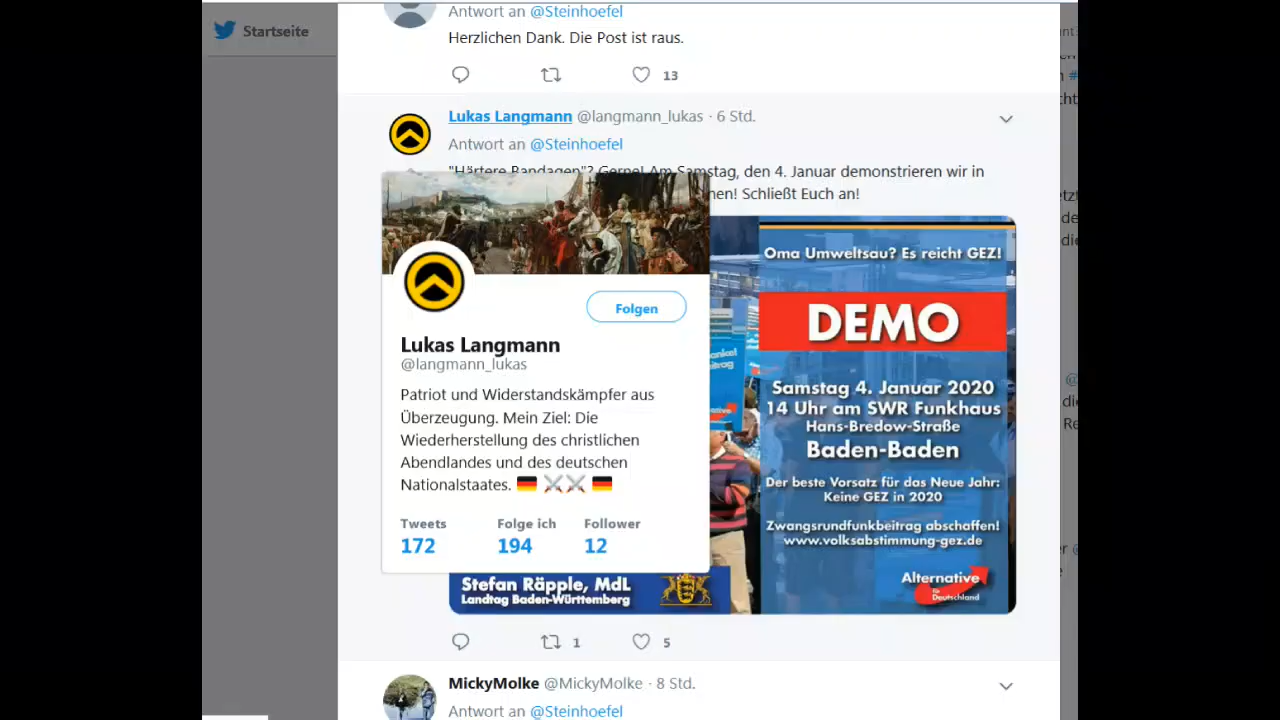 Startseite
Antwort an @Steinhoefel
Herzlichen Dank. Die Post ist raus.
13
Lukas Langmann @langmann_lukas · 6 Std.
Antwort an @Steinhoefel
"Härtere Bandagen"? Gerne! Am Samstag, den 4. Januar demonstrieren wir in
Schließt Euch an!
Folgen
Lukas Langmann
@langmann_lukas
Patriot und Widerstandskämpfer aus
Überzeugung. Mein Ziel: Die
Wiederherstellung des christlichen
Abendlandes und des deutschen
Nationalstaates.
Tweets Folge ich Follower
172 194 12
Oma Umweltsau? Es reicht GEZ!
DEMO
Samstag 4. Januar 2020
14 Uhr am SWR Funkhaus
Hans-Bredow-Straße
Baden-Baden
Der beste Vorsatz für das Neue Jahr:
Keine GEZ in 2020
Zwangsrundfunkbeitrag abschaffen!
www.volksabstimmung-gez.de
Alternative
für
Deutschland
Stefan Räpple, MdL
Landtag Baden-Württemberg
1 5
MickyMolke @MickyMolke · 8 Std.
Antwort an @Steinhoefel